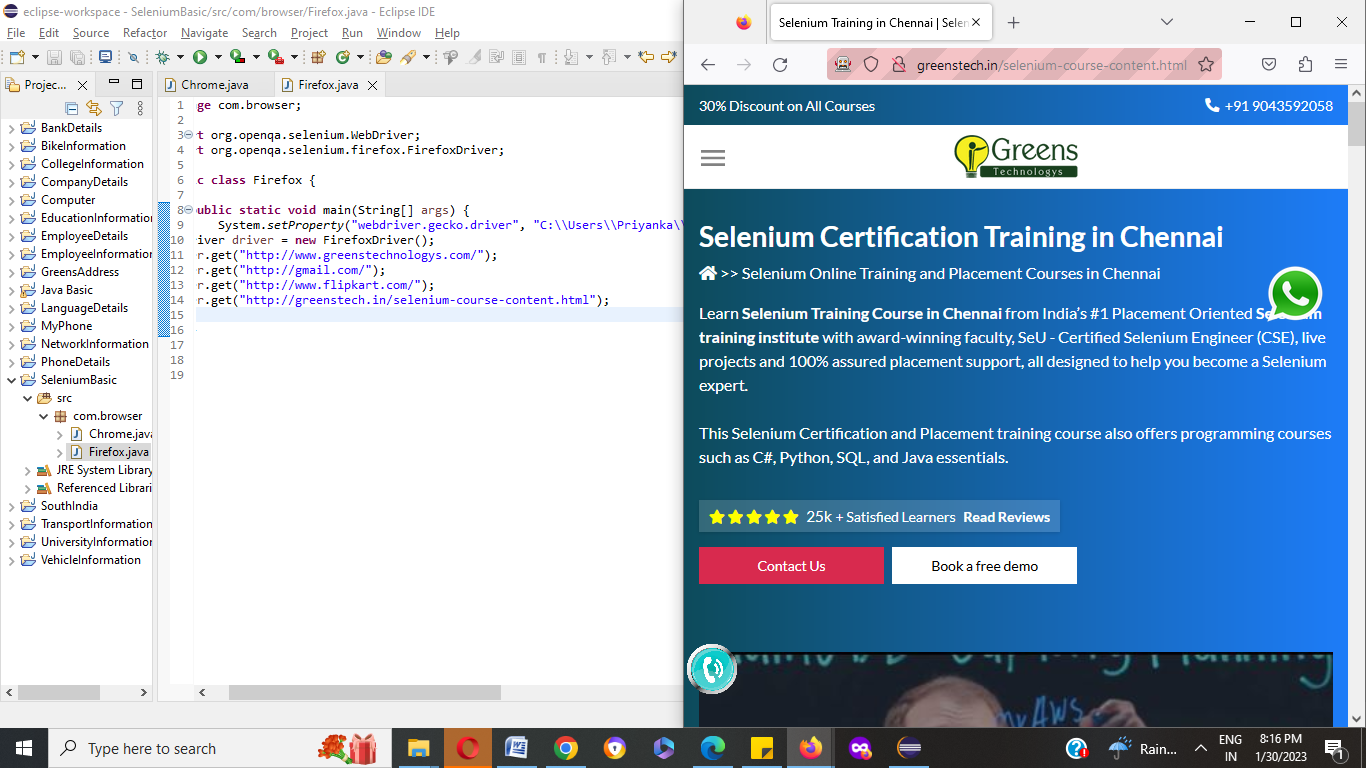 eclipse-workspace - SeleniumBasic/src/com/browser/Firefox.java - Eclipse IDE
File Edit Source Refactor Navigate Search Project Run Window Help
Projec...
Chrome.java
Firefox.java
BankDetails
BikeInformation
CollegeInformation
CompanyDetails
Computer
EducationInformation
EmployeeDetails
EmployeeInformation
GreensAddress
Java Basic
LanguageDetails
MyPhone
NetworkInformation
PhoneDetails
SeleniumBasic
src
com.browser
Chrome.java
Firefox.java
JRE System Library
Referenced Librari
SouthIndia
TransportInformation
UniversityInformation
VehicleInformation
1 ge com.browser;
2
3 t org.openqa.selenium.WebDriver;
4 t org.openqa.selenium.firefox.FirefoxDriver;
5
6 c class Firefox {
7
8 ublic static void main(String[] args) {
9 System.setProperty("webdriver.gecko.driver", "C:\\Users\\Priyanka\\
10 iver driver = new FirefoxDriver();
11 r.get("http://www.greenstechnologys.com/");
12 r.get("http://gmail.com/");
13 r.get("http://www.flipkart.com/");
14 r.get("http://greenstech.in/selenium-course-content.html");
15
16
17
18
19
Selenium Training in Chennai | Selen
greenstech.in/selenium-course-content.html
30% Discount on All Courses
+91 9043592058
Greens
Technologys
Selenium Certification Training in Chennai
>> Selenium Online Training and Placement Courses in Chennai
Learn Selenium Training Course in Chennai from India's #1 Placement Oriented Selenium
training institute with award-winning faculty, SeU - Certified Selenium Engineer (CSE), live
projects and 100% assured placement support, all designed to help you become a Selenium
expert.
This Selenium Certification and Placement training course also offers programming courses
such as C#, Python, SQL, and Java essentials.
25k + Satisfied Learners Read Reviews
Contact Us
Book a free demo
Planning
AWS
Type here to search
Rain...
ENG
IN
8:16 PM
1/30/2023
1